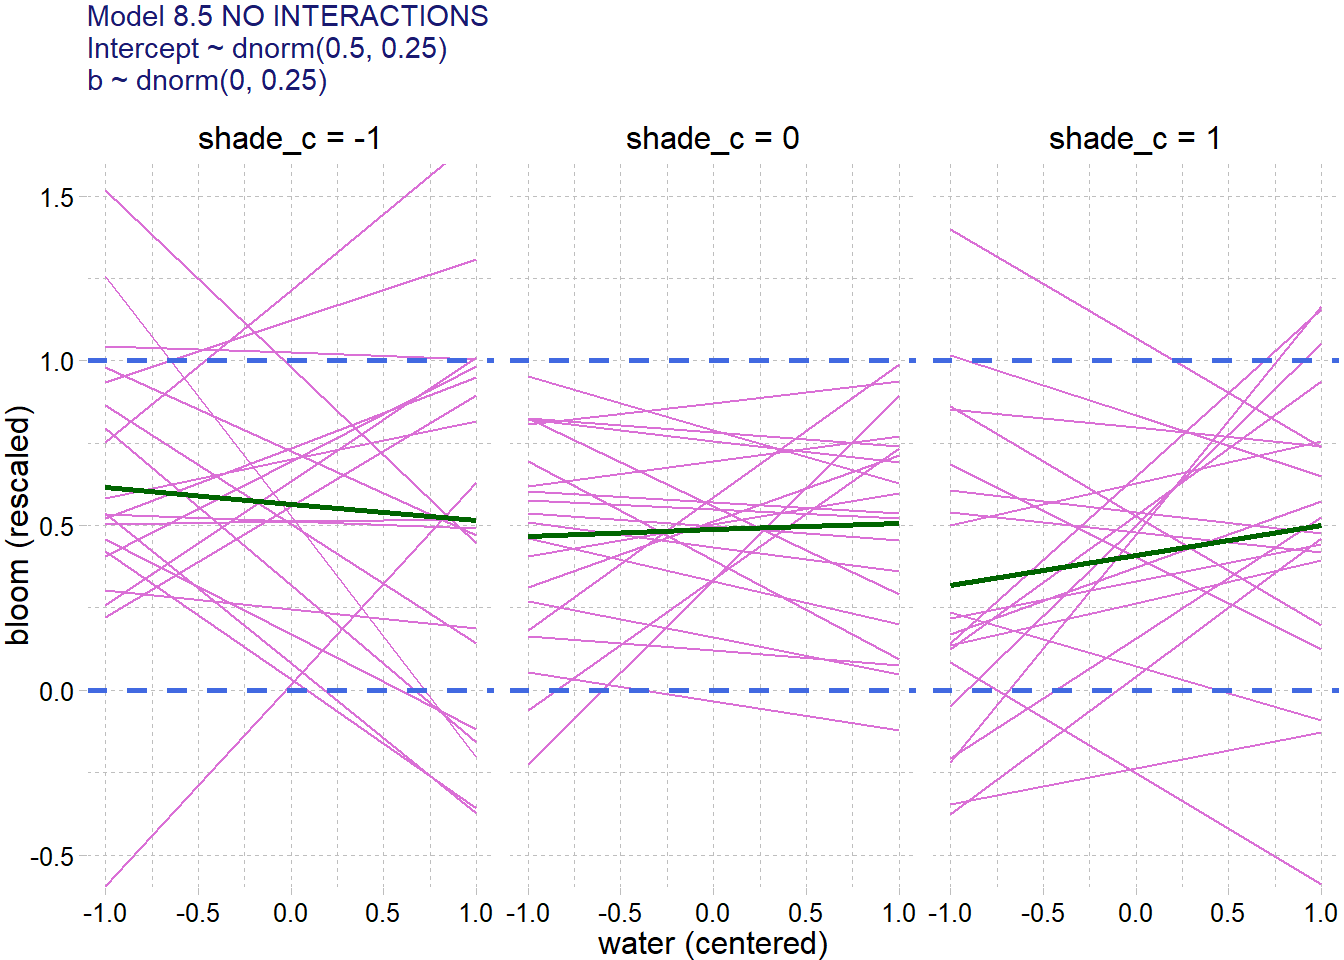 Model 8.5 NO INTERACTIONS
Intercept ~ dnorm(0.5, 0.25)
b ~ dnorm(0, 0.25)
shade_c = -1
shade_c = 0
shade_c = 1
bloom (rescaled)
1.5
1.0
0.5
0.0
-0.5
-1.0 -0.5 0.0 0.5 1.0
-1.0 -0.5 0.0 0.5 1.0
-1.0 -0.5 0.0 0.5 1.0
water (centered)